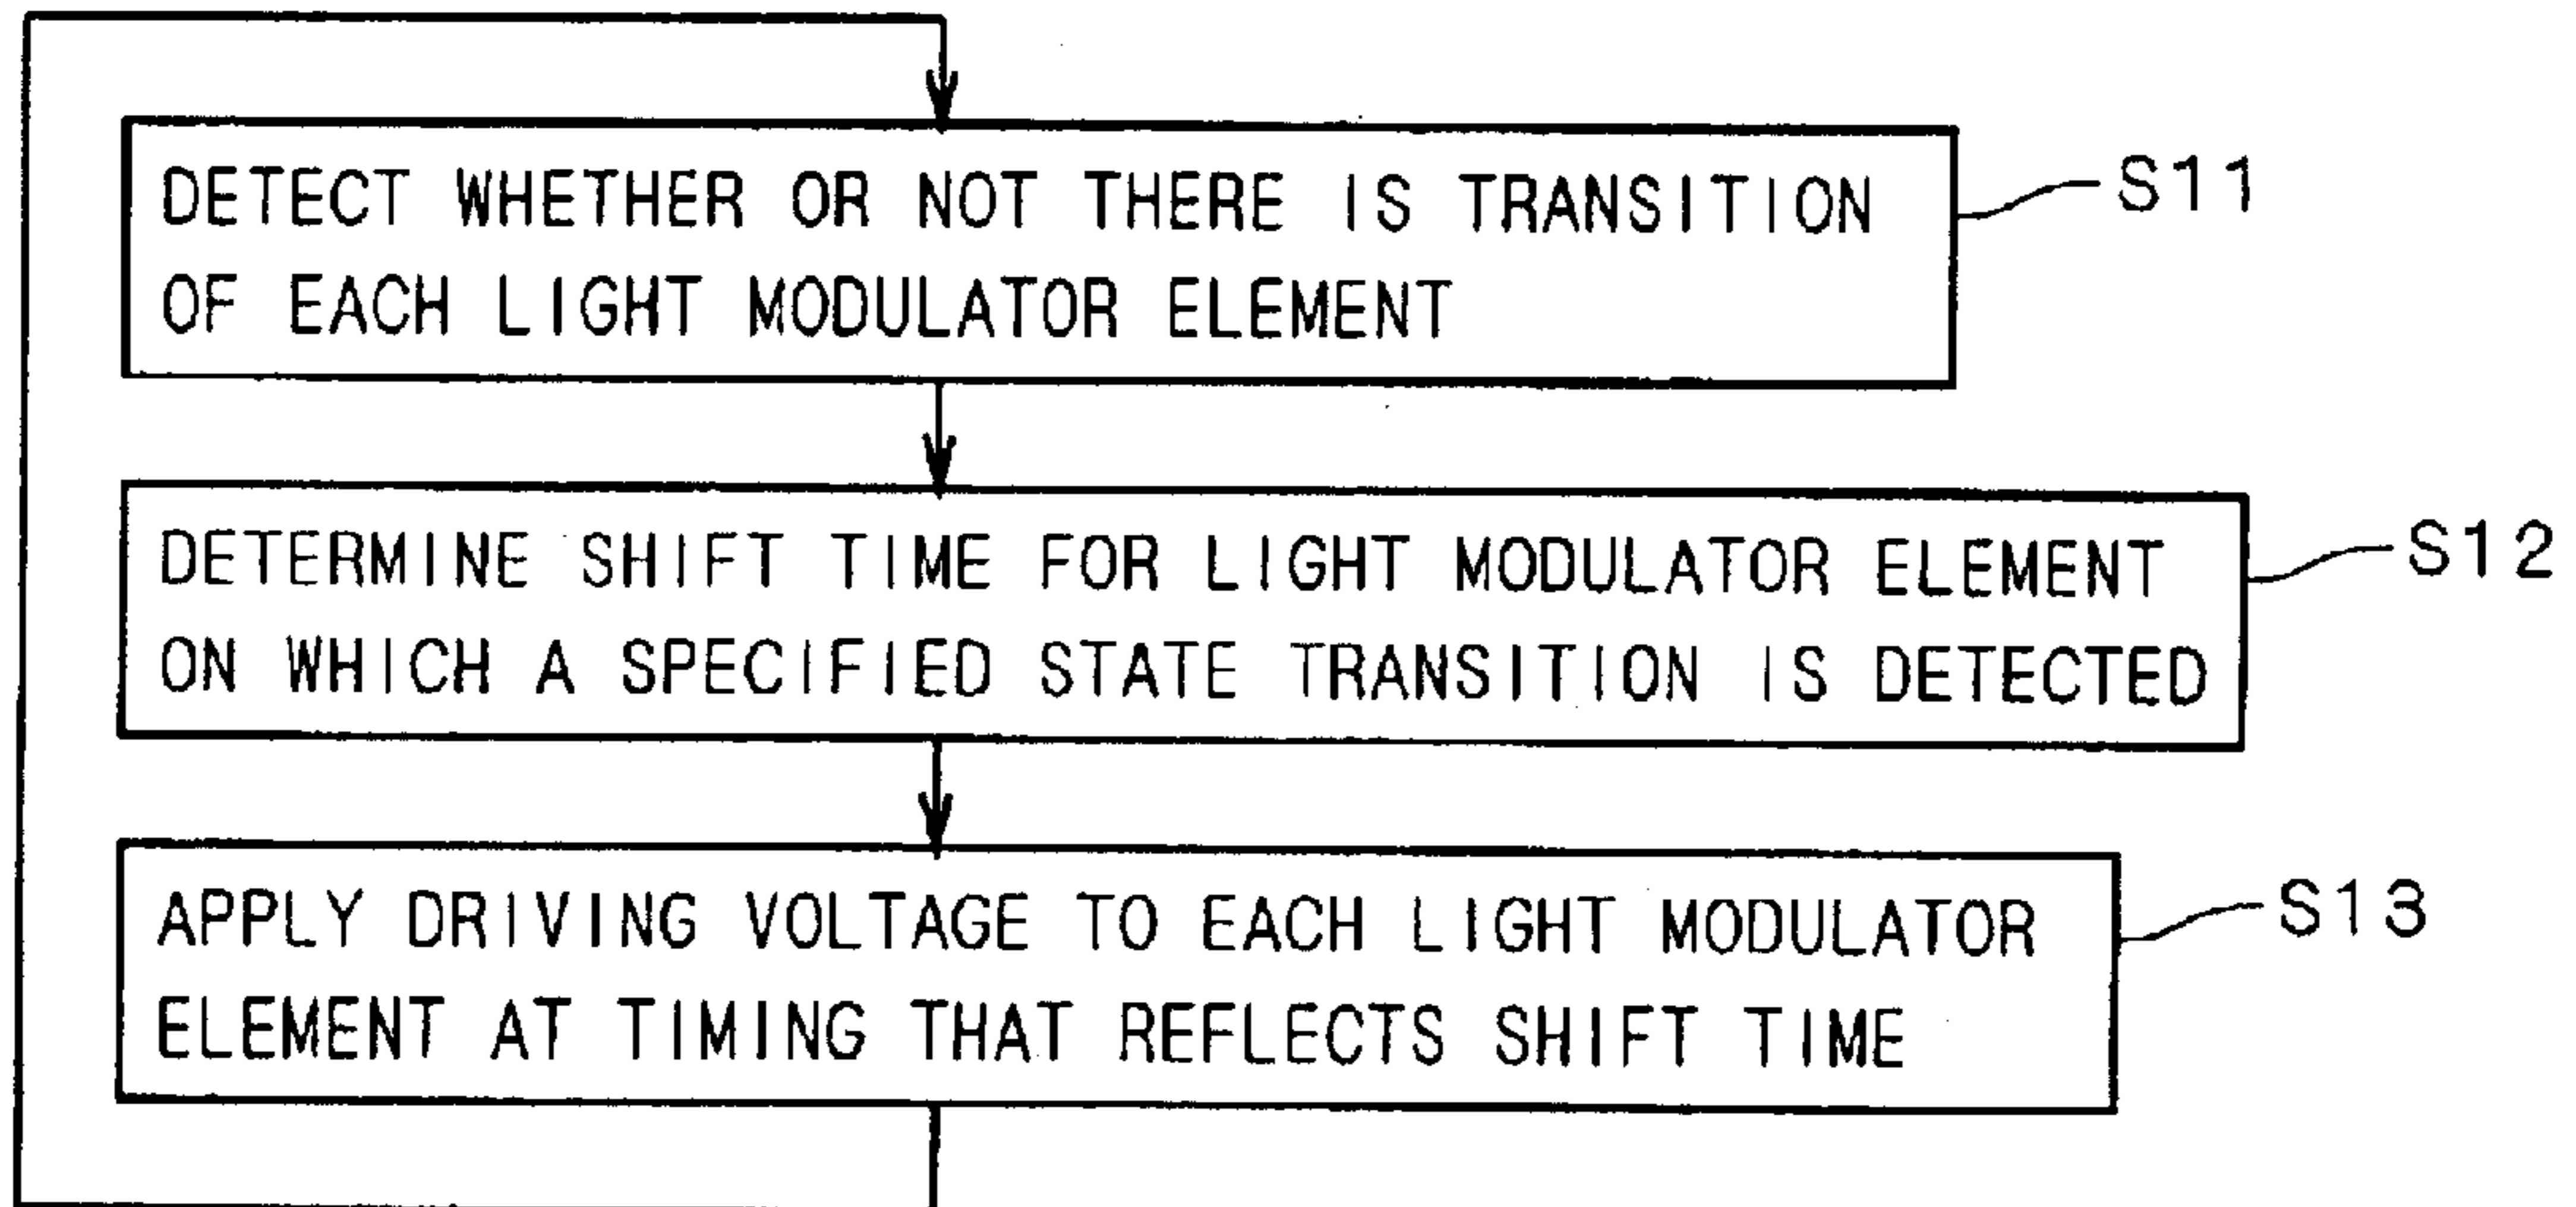 DETECT WHETHER OR NOT THERE IS TRANSITION
OF EACH LIGHT MODULATOR ELEMENT
S11
DETERMINE SHIFT TIME FOR LIGHT MODULATOR ELEMENT
ON WHICH A SPECIFIED STATE TRANSITION IS DETECTED
S12
APPLY DRIVING VOLTAGE TO EACH LIGHT MODULATOR
ELEMENT AT TIMING THAT REFLECTS SHIFT TIME
S13